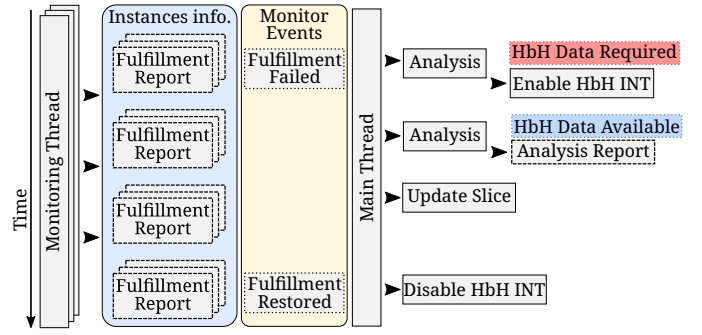 Time
Monitoring Thread
Instances info.
Fulfillment
Report
Fulfillment
Report
Fulfillment
Report
Fulfillment
Report
Monitor
Events
Fulfillment
Failed
Fulfillment
Restored
Main Thread
Analysis
HbH Data Required
Enable HbH INT
Analysis
HbH Data Available
Analysis Report
Update Slice
Disable HbH INT